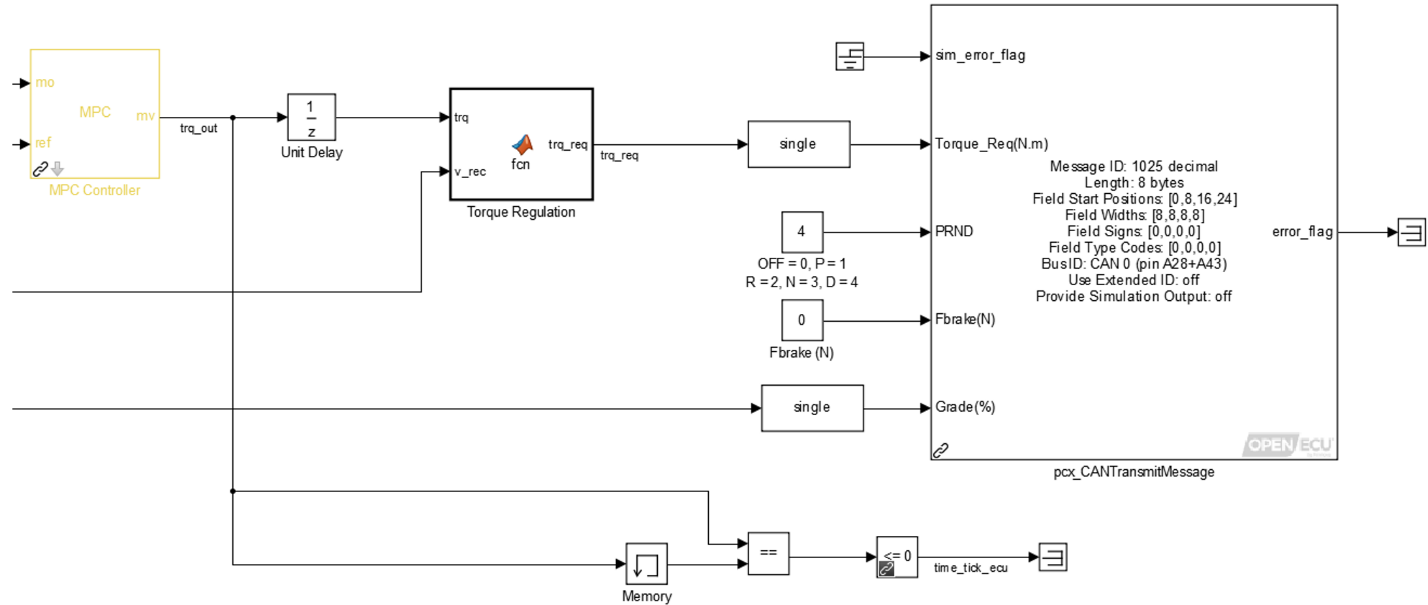 mo
MPC
mv
ref
MPC Controller
trq_out
1
z
Unit Delay
trq
v_rec
fcn
trq_req
Torque Regulation
trq_req
single
4
OFF = 0, P = 1
R = 2, N = 3, D = 4
0
Fbrake (N)
single
sim_error_flag
Torque_Req(N.m)
PRND
Fbrake(N)
Grade(%)
Message ID: 1025 decimal
Length: 8 bytes
Field Start Positions: [0,8,16,24]
Field Widths: [8,8,8,8]
Field Signs: [0,0,0,0]
Field Type Codes: [0,0,0,0]
BusID: CAN 0 (pin A28+A43)
Use Extended ID: off
Provide Simulation Output: off
error_flag
OPEN ECU
pcx_CANTransmitMessage
Memory
==
<= 0
time_tick_ecu